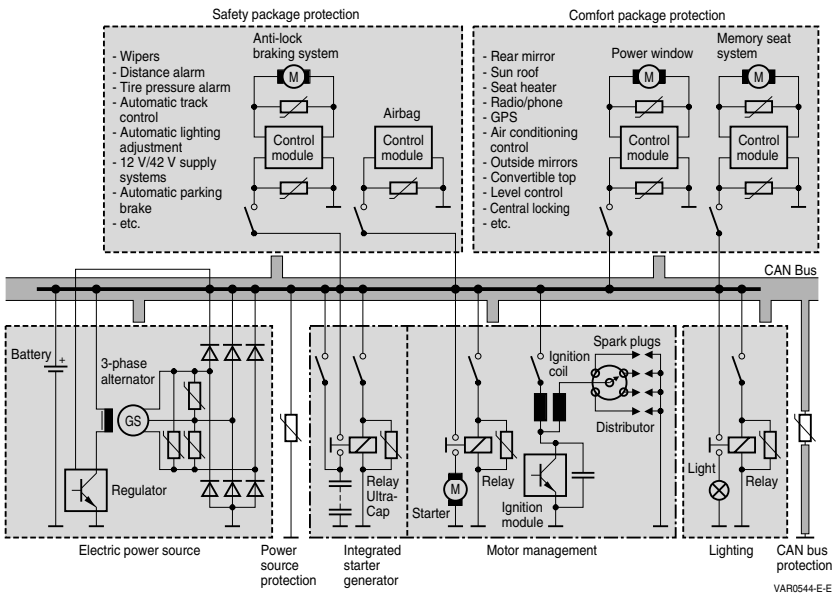 Safety package protection
Comfort package protection
Anti-lock
braking system
- Wipers
- Distance alarm
- Tire pressure alarm
- Automatic track
control
- Automatic lighting
adjustment
- 12 V/42 V supply
systems
- Automatic parking
brake
- etc.
M
Control
module
Airbag
Control
module
- Rear mirror
- Sun roof
- Seat heater
- Radio/phone
- GPS
- Air conditioning
control
- Outside mirrors
- Convertible top
- Level control
- Central locking
- etc.
Power window
M
Control
module
Memory seat
system
M
Control
module
CAN Bus
Battery
+
3-phase
alternator
GS
Regulator
Relay
Ultra-
Cap
M
Starter
Relay
Ignition
coil
Spark plugs
Distributor
Ignition
module
Light
Relay
Electric power source
Power
source
protection
Integrated
starter
generator
Motor management
Lighting
CAN bus
protection
VAR0544-E-E